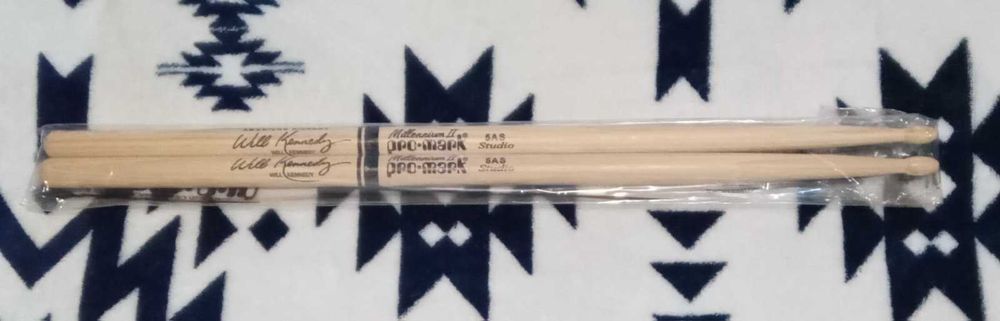 Will Kennedy
WILL KENNEDY
Millennium II
PRO•MARK®
5AS
Studio
Will Kennedy
WILL KENNEDY
Millennium II
PRO•MARK
5AS
Studio